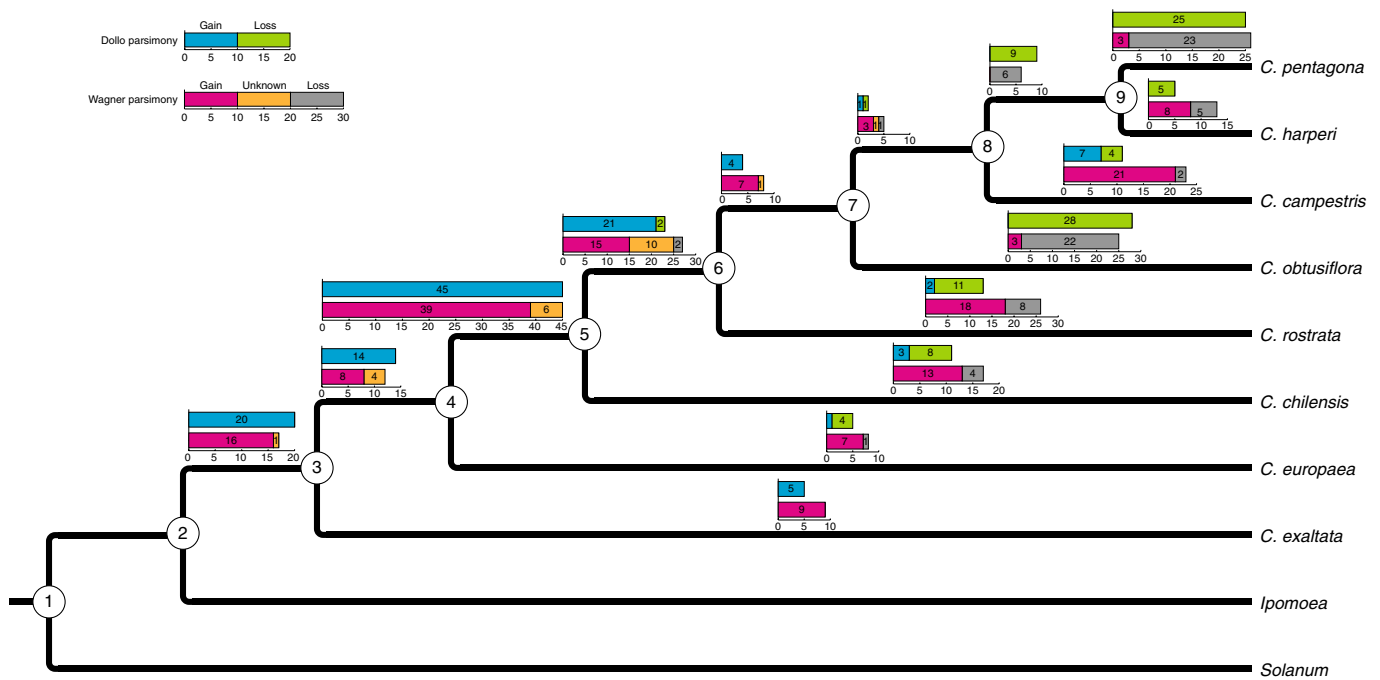 Gain Loss
Dollo parsimony
0 5 10 15 20
Gain Unknown Loss
Wagner parsimony
0 5 10 15 20 25 30
25
3 23
0 5 10 15 20 25
C. pentagona
9
6
0 5 10
9
5
8 5
0 5 10 15
C. harperi
1 1
3 1 1
0 5 10
8
7 4
21 2
0 5 10 15 20 25
C. campestris
4
7 1
0 5 10
7
28
3 22
0 5 10 15 20 25 30
C. obtusiflora
21 2
15 10 2
0 5 10 15 20 25 30
6
2 11
18 8
0 5 10 15 20 25 30
C. rostrata
45
39 6
0 5 10 15 20 25 30 35 40 45
5
3 8
13 4
0 5 10 15 20
C. chilensis
14
8 4
0 5 10 15
4
4
7 1
0 5 10
C. europaea
20
16 1
0 5 10 15 20
3
5
9
0 5 10
C. exaltata
2
Ipomoea
1
Solanum